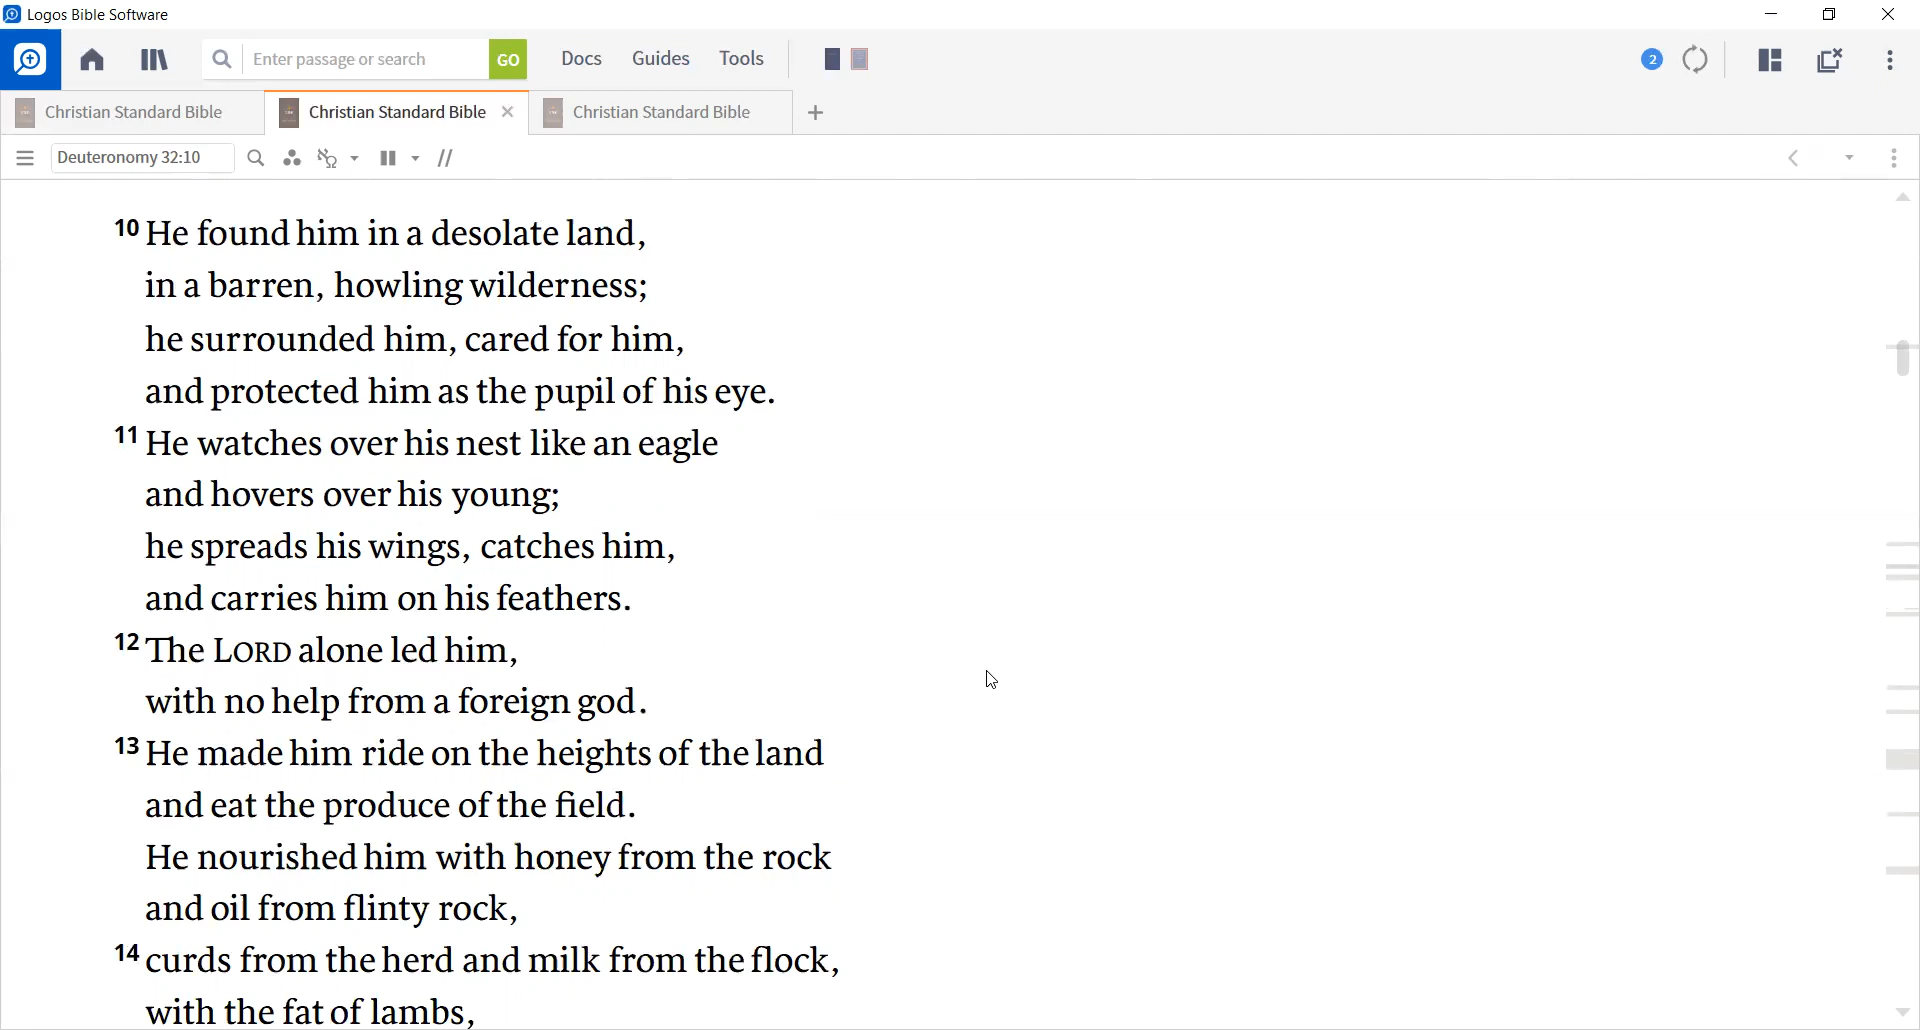 Logos Bible Software
Enter passage or search
GO
Docs
Guides
Tools
2
Christian Standard Bible
Christian Standard Bible
Christian Standard Bible
Deuteronomy 32:10
10 He found him in a desolate land,
in a barren, howling wilderness;
he surrounded him, cared for him,
and protected him as the pupil of his eye.
11 He watches over his nest like an eagle
and hovers over his young;
he spreads his wings, catches him,
and carries him on his feathers.
12 The LORD alone led him,
with no help from a foreign god.
13 He made him ride on the heights of the land
and eat the produce of the field.
He nourished him with honey from the rock
and oil from flinty rock,
14 curds from the herd and milk from the flock,
with the fat of lambs,